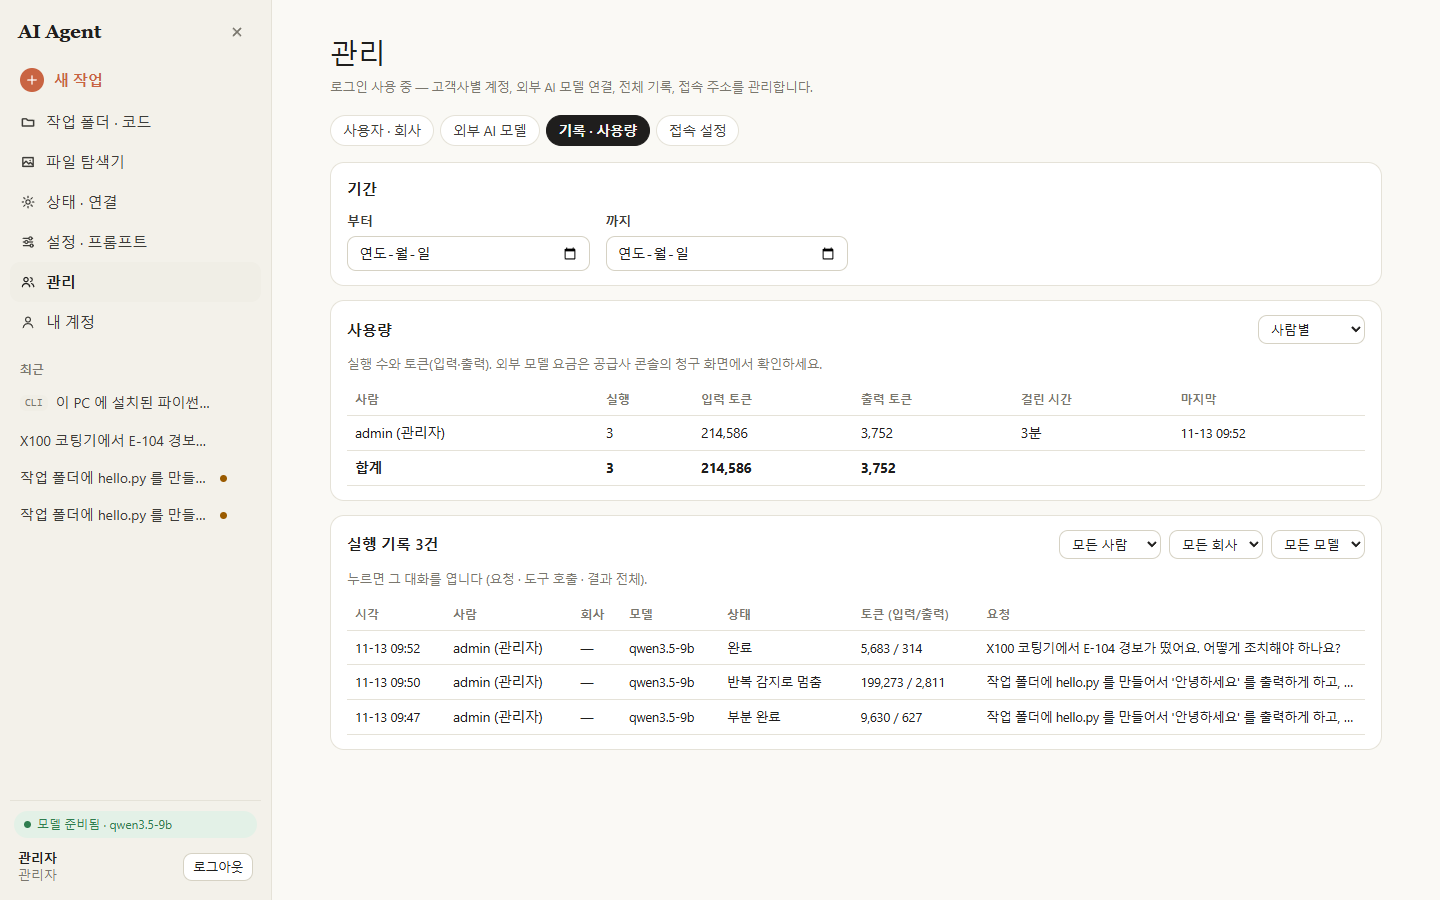 AI Agent ×
+ 새 작업
작업 폴더 · 코드
파일 탐색기
상태 · 연결
설정 · 프롬프트
관리
내 계정
최근
CLI 이 PC 에 설치된 파이썬...
X100 코팅기에서 E-104 경보...
작업 폴더에 hello.py 를 만들...
작업 폴더에 hello.py 를 만들...
모델 준비됨 · qwen3.5-9b
관리자
관리자
로그아웃
관리
로그인 사용 중 — 고객사별 계정, 외부 AI 모델 연결, 전체 기록, 접속 주소를 관리합니다.
사용자 · 회사 외부 AI 모델 기록 · 사용량 접속 설정
기간
부터 까지
연도-월-일 연도-월-일
사용량 사람별
실행 수와 토큰(입력·출력). 외부 모델 요금은 공급사 콘솔의 청구 화면에서 확인하세요.
사람 실행 입력 토큰 출력 토큰 걸린 시간 마지막
admin (관리자) 3 214,586 3,752 3분 11-13 09:52
합계 3 214,586 3,752
실행 기록 3건 모든 사람 모든 회사 모든 모델
누르면 그 대화를 엽니다 (요청 · 도구 호출 · 결과 전체).
시각 사람 회사 모델 상태 토큰 (입력/출력) 요청
11-13 09:52 admin (관리자) — qwen3.5-9b 완료 5,683 / 314 X100 코팅기에서 E-104 경보가 떴어요. 어떻게 조치해야 하나요?
11-13 09:50 admin (관리자) — qwen3.5-9b 반복 감지로 멈춤 199,273 / 2,811 작업 폴더에 hello.py 를 만들어서 '안녕하세요' 를 출력하게 하고, ...
11-13 09:47 admin (관리자) — qwen3.5-9b 부분 완료 9,630 / 627 작업 폴더에 hello.py 를 만들어서 '안녕하세요' 를 출력하게 하고, ...